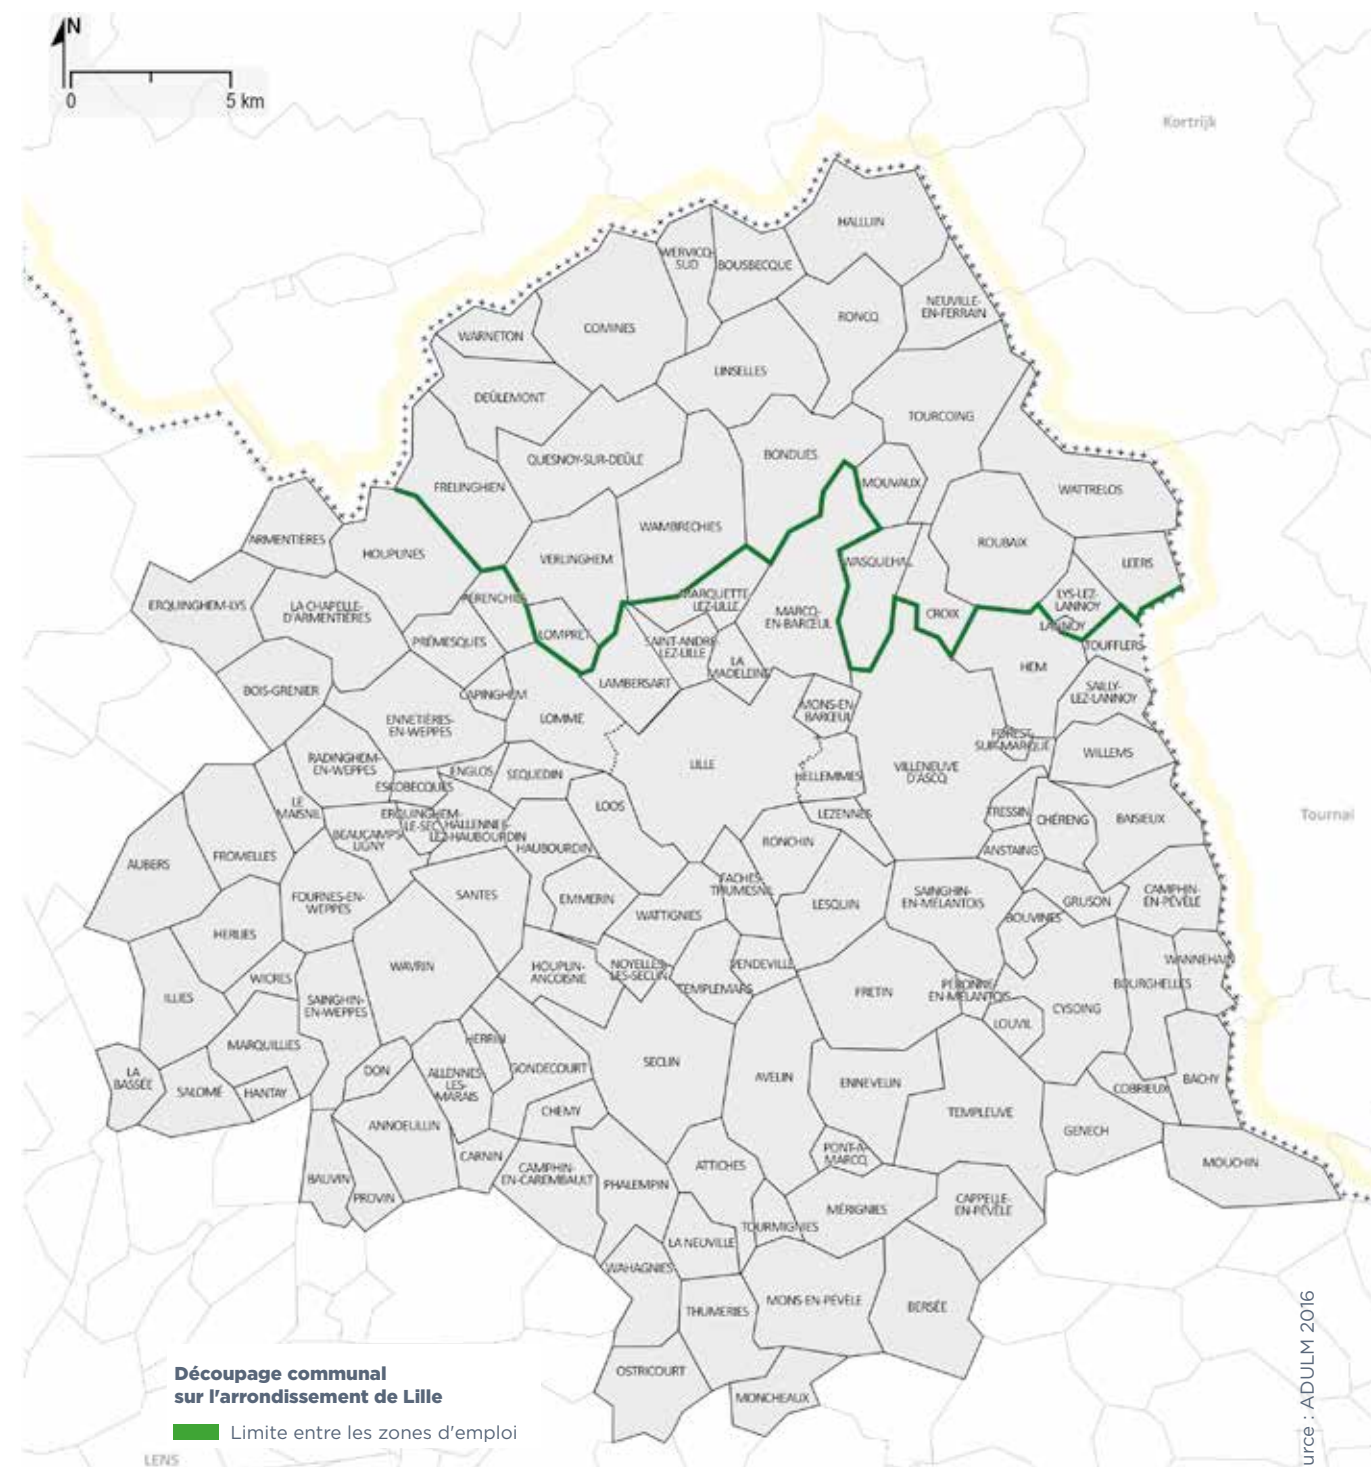 N
0
5 km
Kortrijk
HALLUIN
WERVICQ-
SUD
BOUSBECQUE
NEUVILLE-
EN-FERRAIN
RONCQ
COMINES
WARNETON
LINSELLES
DEÛLEMONT
TOURCOING
BONDUES
QUESNOY-SUR-DEÛLE
MOUVAUX
FRELINGHIEN
WATTRELOS
WAMBRECHIES
ARMENTIÈRES
ROUBAIX
HOUPLINES
VERLINGHEM
WASQUEHAL
LEERS
PÉRENCHIES
MARQUETTE-
LEZ-LILLE
LYS-LEZ-
LANNOY
ERQUINGHEM-LYS
LA CHAPELLE-
D'ARMENTIÈRES
MARCQ-
EN-BARŒUL
CROIX
LANNOY
LOMPRET
PRÉMESQUES
SAINT-ANDRÉ-
LEZ-LILLE
TOUFFLERS
LA
MADELEINE
HEM
LAMBERSART
BOIS-GRENIER
CAPINGHEM
SAILLY-
LEZ-LANNOY
MONS-EN-
BARŒUL
ENNETIÈRES-
EN-WEPPES
LOMME
FOREST-
SUR-MARQUE
WILLEMS
RADINGHEM-
EN-WEPPES
LILLE
VILLENEUVE
D'ASCQ
ENGLOS
SEQUEDIN
HELLEMMES
ESCOBECQUES
LE
MAISNIL
LOOS
LEZENNES
TRESSIN
CHÉRENG
BAISIEUX
Tournai
ERQUINGHEM-
LE-SEC
HALLENNES-
LEZ-HAUBOURDIN
BEAUCAMPS-
LIGNY
HAUBOURDIN
RONCHIN
ANSTAING
FROMELLES
AUBERS
FACHES-
THUMESNIL
FOURNES-EN-
WEPPES
SANTES
EMMERIN
LESQUIN
SAINGHIN-
EN-MÉLANTOIS
GRUSON
CAMPHIN-
EN-PÉVÈLE
WATTIGNIES
BOUVINES
HERLIES
WANNEHAIN
WAVRIN
HOUPLIN-
ANCOISNE
NOYELLES-
LES-SECLIN
VENDEVILLE
WICRES
BOURGHELLES
TEMPLEMARS
FRETIN
PÉRONNE-
EN-MÉLANTOIS
ILLIES
SAINGHIN-
EN-WEPPES
CYSOING
LOUVIL
MARQUILLIES
HERRIN
SECLIN
GONDECOURT
LA
BASSÉE
DON
ALLENNES-
LES-
MARAIS
AVELIN
ENNEVELIN
COBRIEUX
BACHY
SALOMÉ
HANTAY
CHEMY
TEMPLEUVE
ANNOEULLIN
GENECH
CARNIN
PONT-À-
MARCQ
ATTICHES
MOUCHIN
BAUVIN
CAMPHIN-
EN-CAREMBAULT
PHALEMPIN
PROVIN
CAPPELLE-
EN-PÉVÈLE
MÉRIGNIES
TOURMIGNIES
LA NEUVILLE
WAHAGNIES
THUMERIES
MONS-EN-PÉVÈLE
BERSÉE
OSTRICOURT
MONCHEAUX
Découpage communal
sur l'arrondissement de Lille
Limite entre les zones d'emploi
LENS
urce : ADULM 2016